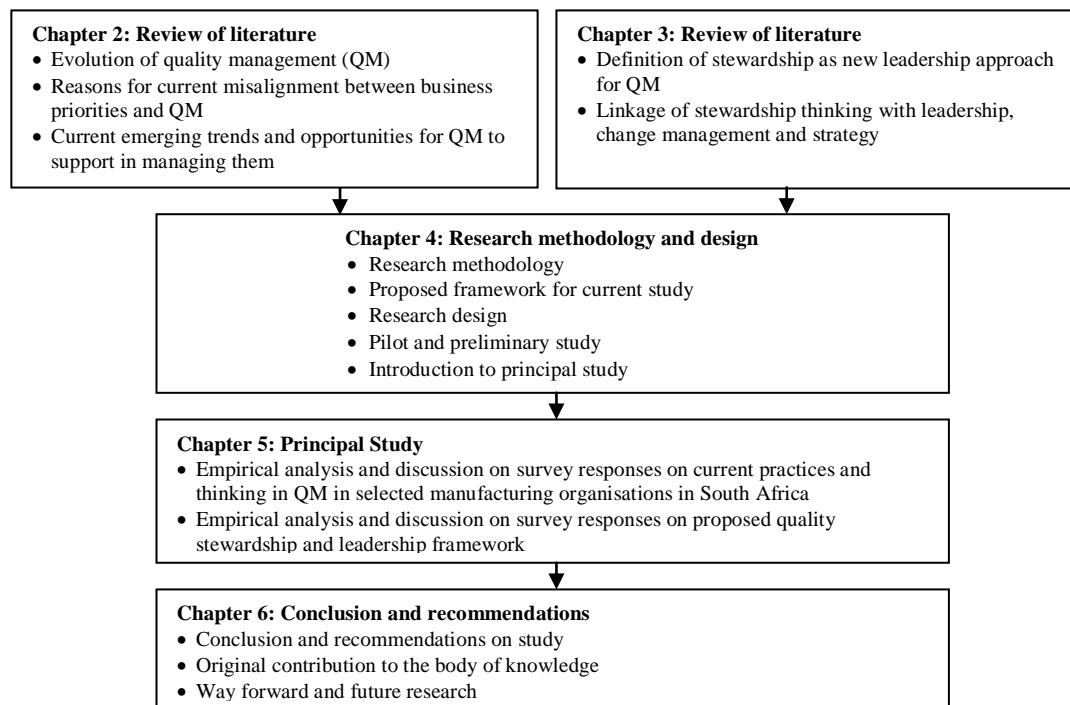 Chapter 2: Review of literature
• Evolution of quality management (QM)
• Reasons for current misalignment between business
priorities and QM
• Current emerging trends and opportunities for QM to
support in managing them
Chapter 3: Review of literature
• Definition of stewardship as new leadership approach
for QM
• Linkage of stewardship thinking with leadership,
change management and strategy
Chapter 4: Research methodology and design
• Research methodology
• Proposed framework for current study
• Research design
• Pilot and preliminary study
• Introduction to principal study
Chapter 5: Principal Study
• Empirical analysis and discussion on survey responses on current practices and
thinking in QM in selected manufacturing organisations in South Africa
• Empirical analysis and discussion on survey responses on proposed quality
stewardship and leadership framework
Chapter 6: Conclusion and recommendations
• Conclusion and recommendations on study
• Original contribution to the body of knowledge
• Way forward and future research